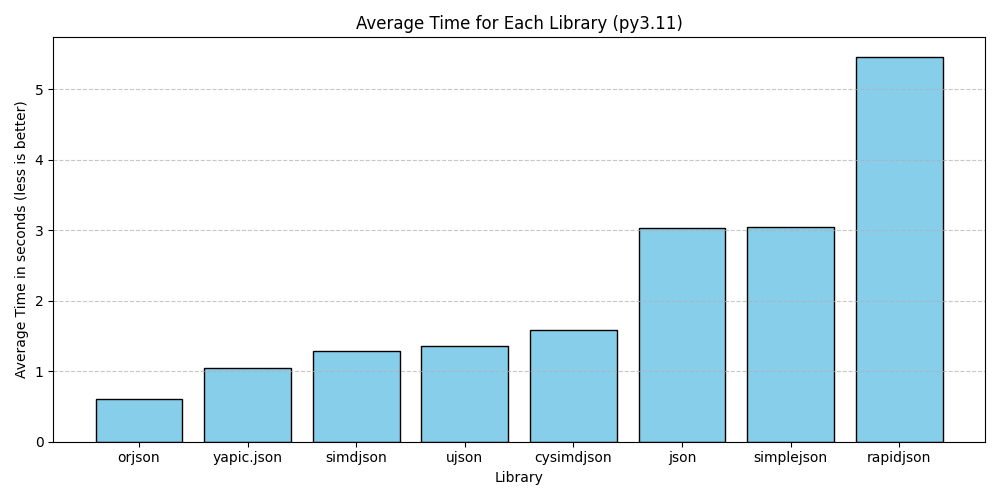 Average Time for Each Library (py3.11)
Average Time in seconds (less is better)
5
4
3
2
1
0
orjson yapic.json simdjson ujson cysimdjson json simplejson rapidjson
Library